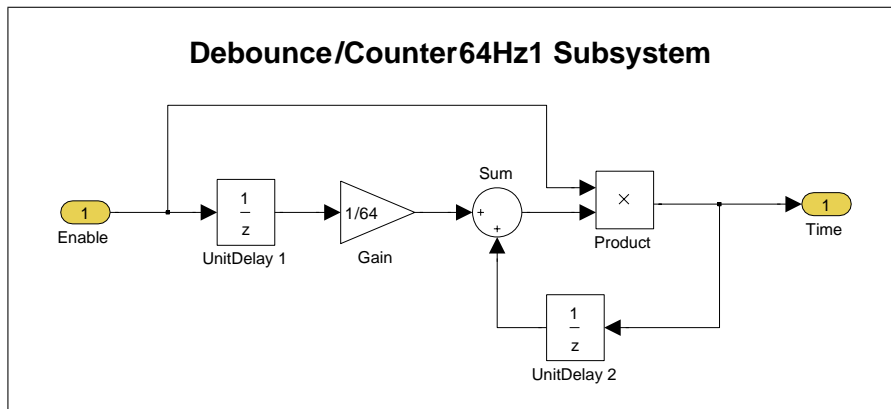 Debounce/Counter64Hz1 Subsystem
1
Enable
1
z
UnitDelay 1
1/64
Gain
Sum
+
+
×
Product
1
Time
1
z
UnitDelay 2